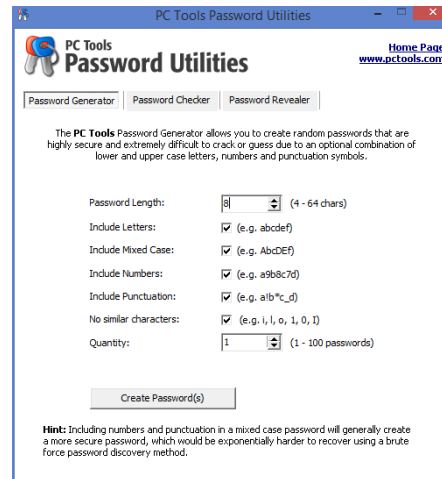 PC Tools Password Utilities
PC Tools
Password Utilities
Home Page
www.pctools.com
Password Generator
Password Checker
Password Revealer
The PC Tools Password Generator allows you to create random passwords that are
highly secure and extremely difficult to crack or guess due to an optional combination of
lower and upper case letters, numbers and punctuation symbols.
Password Length: 8 (4 - 64 chars)
Include Letters: (e.g. abcdef)
Include Mixed Case: (e.g. AbcDEf)
Include Numbers: (e.g. a9b8c7d)
Include Punctuation: (e.g. a!b*c_d)
No similar characters: (e.g. i, l, o, 1, 0, I)
Quantity: 1 (1 - 100 passwords)
Create Password(s)
Hint: Including numbers and punctuation in a mixed case password will generally create
a more secure password, which would be exponentially harder to recover using a brute
force password discovery method.